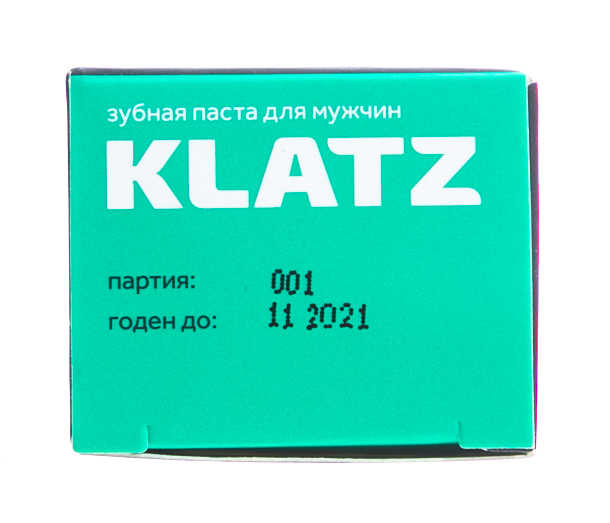 зубная паста для мужчин
KLATZ
партия: 001
годен до: 11 2021